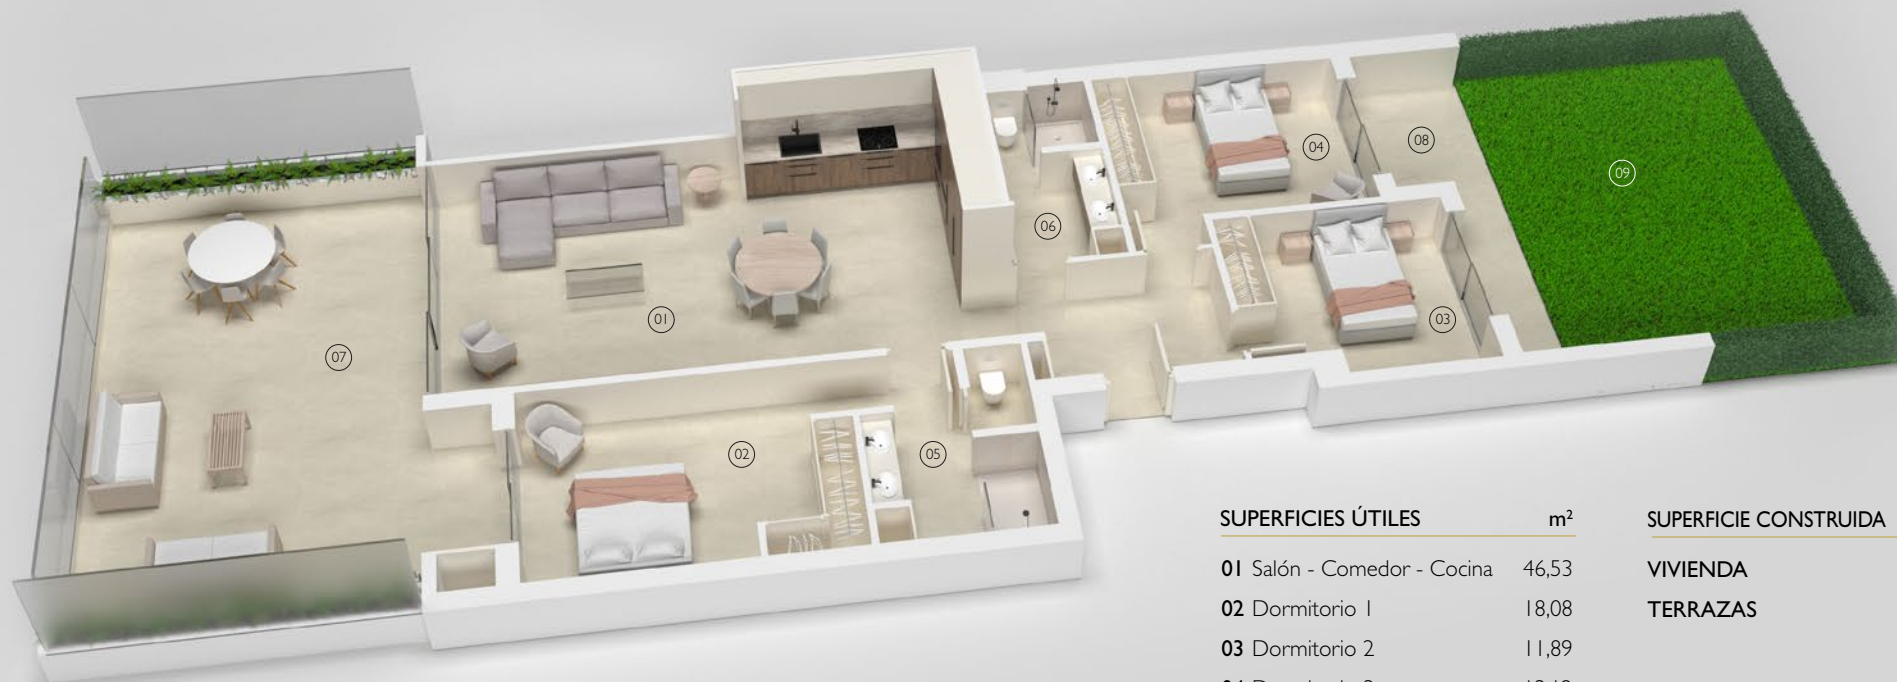 09
08
04
06
03
01
07
02
05
SUPERFICIES ÚTILES m²
01 Salón - Comedor - Cocina 46,53
02 Dormitorio 1 18,08
03 Dormitorio 2 11,89
SUPERFICIE CONSTRUIDA
VIVIENDA
TERRAZAS